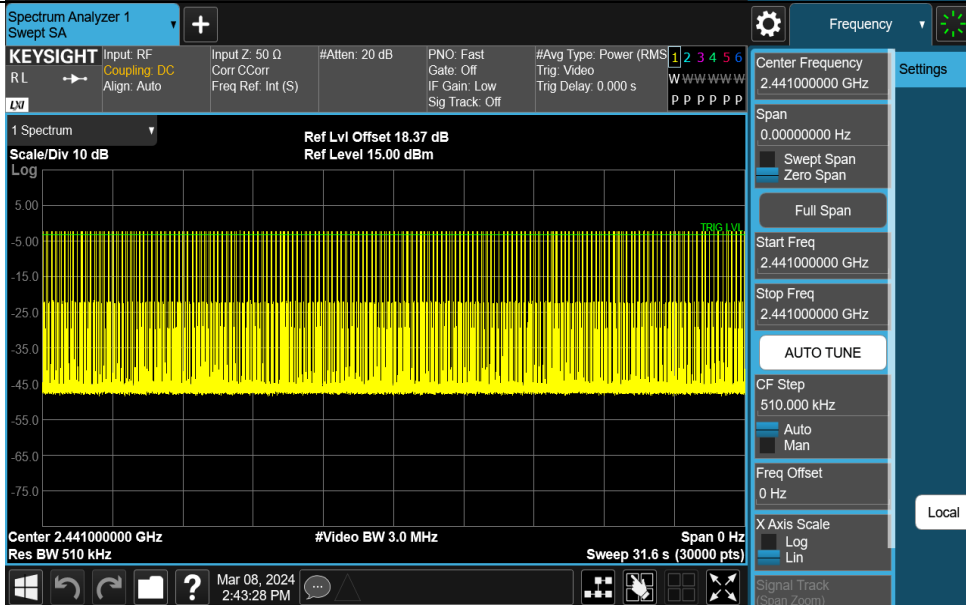 Spectrum Analyzer 1
Swept SA
+
Frequency
KEYSIGHT
RL
LXI
Input: RF
Coupling: DC
Align: Auto
Input Z: 50 Ω
Corr CCorr
Freq Ref: Int (S)
#Atten: 20 dB
PNO: Fast
Gate: Off
IF Gain: Low
Sig Track: Off
#Avg Type: Power (RMS
Trig: Video
Trig Delay: 0.000 s
1 2 3 4 5 6
W W W W W W
P P P P P P
1 Spectrum
Scale/Div 10 dB
Log
Ref Lvl Offset 18.37 dB
Ref Level 15.00 dBm
5.00
-5.00
-15.0
-25.0
-35.0
-45.0
-55.0
-65.0
-75.0
TRIG LVL
Center 2.441000000 GHz
Res BW 510 kHz
#Video BW 3.0 MHz
Span 0 Hz
Sweep 31.6 s (30000 pts)
Center Frequency
2.441000000 GHz
Span
0.00000000 Hz
Swept Span
Zero Span
Full Span
Start Freq
2.441000000 GHz
Stop Freq
2.441000000 GHz
AUTO TUNE
CF Step
510.000 kHz
Auto
Man
Freq Offset
0 Hz
X Axis Scale
Log
Lin
Signal Track
(Span Zoom)
Settings
Local
?
Mar 08, 2024
2:43:28 PM